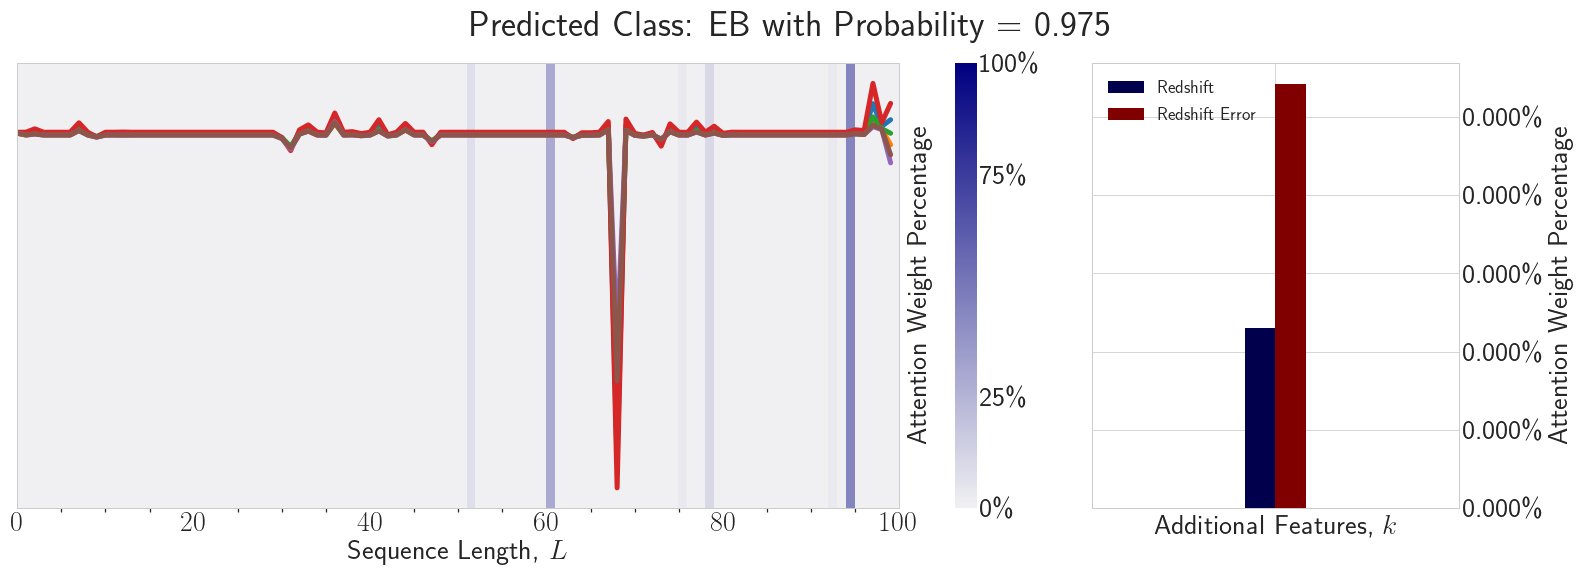 Predicted Class: EB with Probability = 0.975
0 20 40 60 80 100
Sequence Length, L
Attention Weight Percentage
100%
75%
25%
0%
Redshift
Redshift Error
Additional Features, k
0.000%
0.000%
0.000%
0.000%
0.000%
0.000%
Attention Weight Percentage